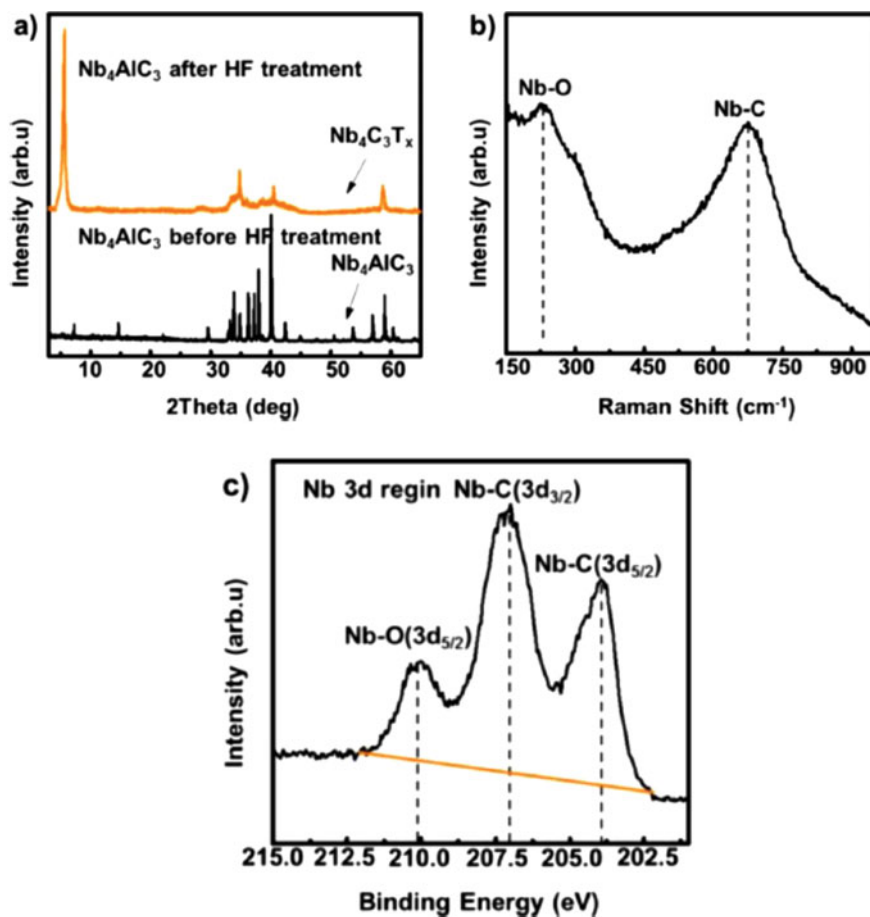 a)
Nb₄AlC₃ after HF treatment
Nb₄C₃Tₓ
Nb₄AlC₃ before HF treatment
Nb₄AlC₃
Intensity (arb.u)
10 20 30 40 50 60
2Theta (deg)
b)
Nb-O
Nb-C
Intensity (arb.u)
150 300 450 600 750 900
Raman Shift (cm⁻¹)
c)
Nb 3d regin Nb-C(3d₃/₂)
Nb-C(3d₅/₂)
Nb-O(3d₅/₂)
Intensity (arb.u)
215.0 212.5 210.0 207.5 205.0 202.5
Binding Energy (eV)